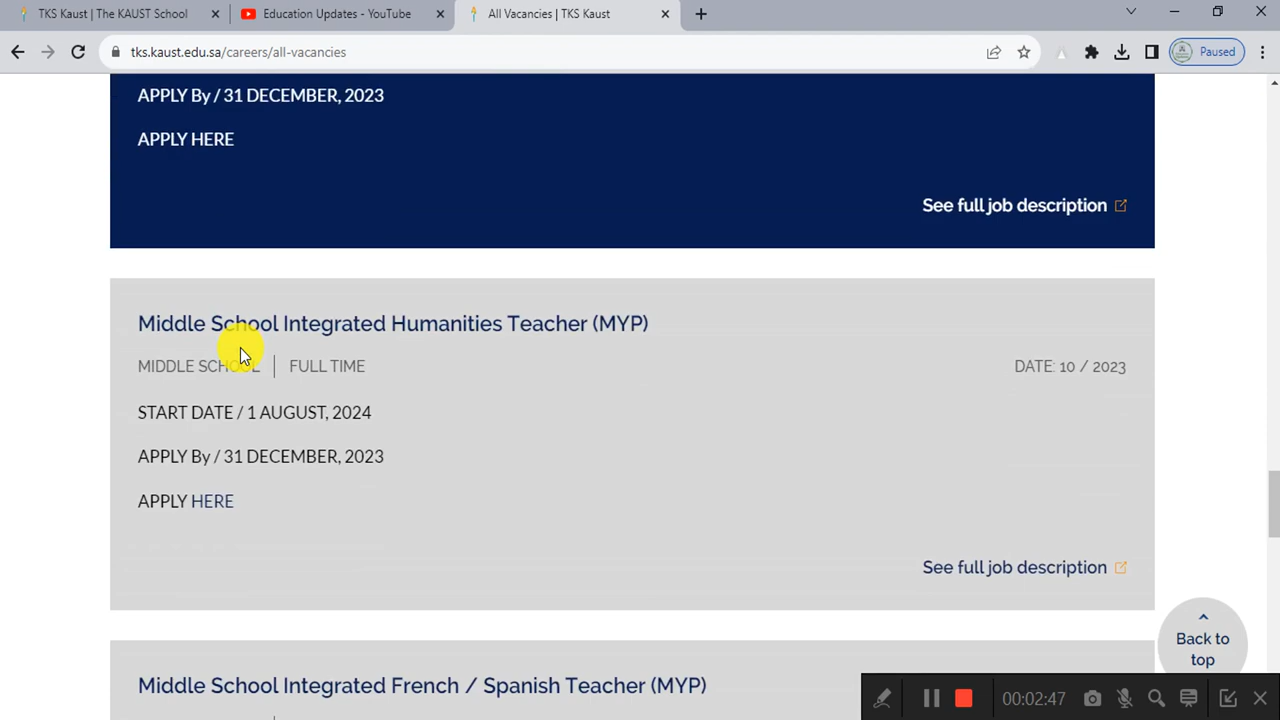 TKS Kaust | The KAUST School
Education Updates - YouTube
All Vacancies | TKS Kaust
tks.kaust.edu.sa/careers/all-vacancies
Paused
APPLY By / 31 DECEMBER, 2023
APPLY HERE
See full job description
Middle School Integrated Humanities Teacher (MYP)
MIDDLE SCHOOL | FULL TIME
DATE: 10 / 2023
START DATE / 1 AUGUST, 2024
APPLY By / 31 DECEMBER, 2023
APPLY HERE
See full job description
Back to
top
Middle School Integrated French / Spanish Teacher (MYP)
00:02:47